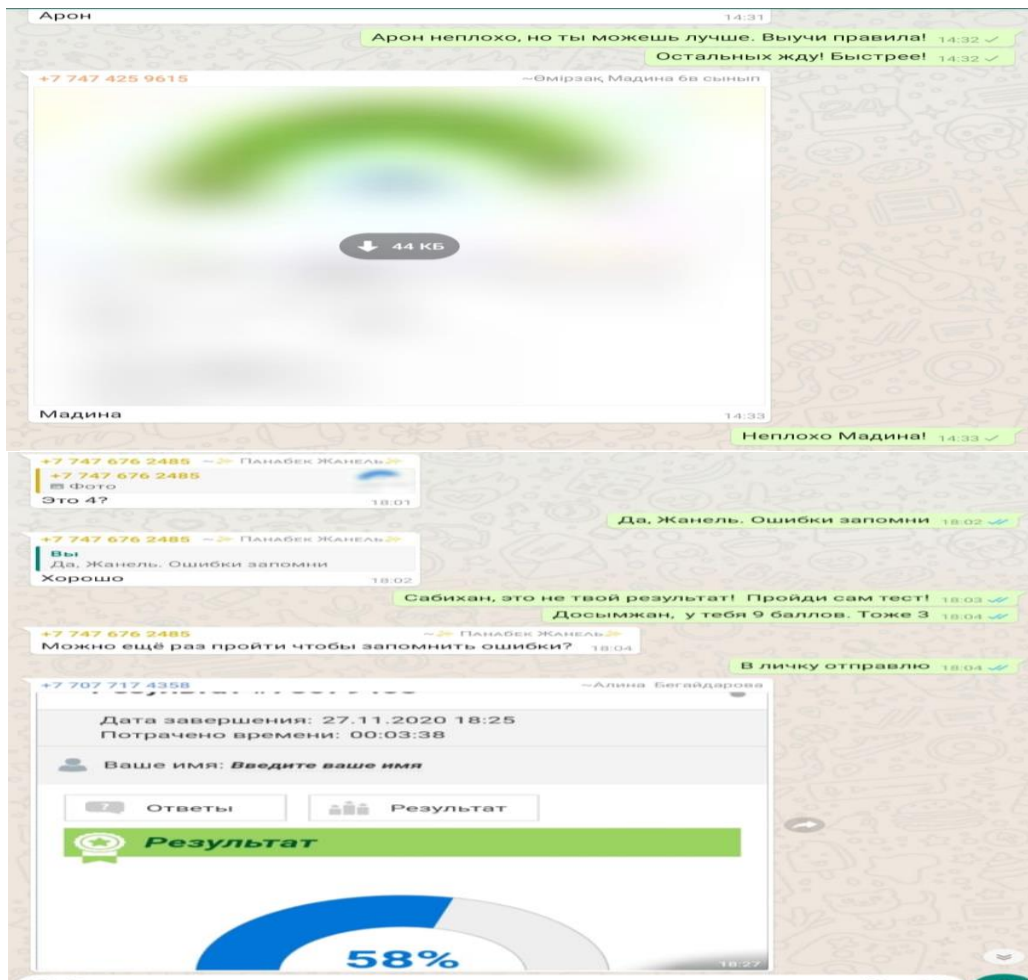 Арон 14:31
Арон неплохо, но ты можешь лучше. Выучи правила! 14:32
Остальных жду! Быстрее! 14:32
+7 747 425 9615 ~Өмірзақ Мадина 6в сынып
44 КБ
Мадина 14:33
Неплохо Мадина! 14:33
+7 747 676 2485 ~ Панабек Жанель
+7 747 676 2485
Фото
Это 4? 18:01
Да, Жанель. Ошибки запомни 18:02
+7 747 676 2485 ~ Панабек Жанель
Вы
Да, Жанель. Ошибки запомни
Хорошо 18:02
Сабихан, это не твой результат! Пройди сам тест! 18:03
Досымжан, у тебя 9 баллов. Тоже 3 18:04
+7 747 676 2485 ~ Панабек Жанель
Можно ещё раз пройти чтобы запомнить ошибки? 18:04
В личку отправлю 18:04
+7 707 717 4358 ~Алина Бегайдарова
Дата завершения: 27.11.2020 18:25
Потрачено времени: 00:03:38
Ваше имя: Введите ваше имя
Ответы Результат
Результат
58%
18:27